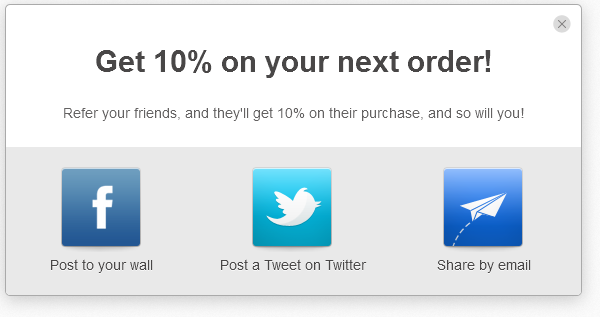 Get 10% on your next order!
Refer your friends, and they'll get 10% on their purchase, and so will you!
Post to your wall
Post a Tweet on Twitter
Share by email